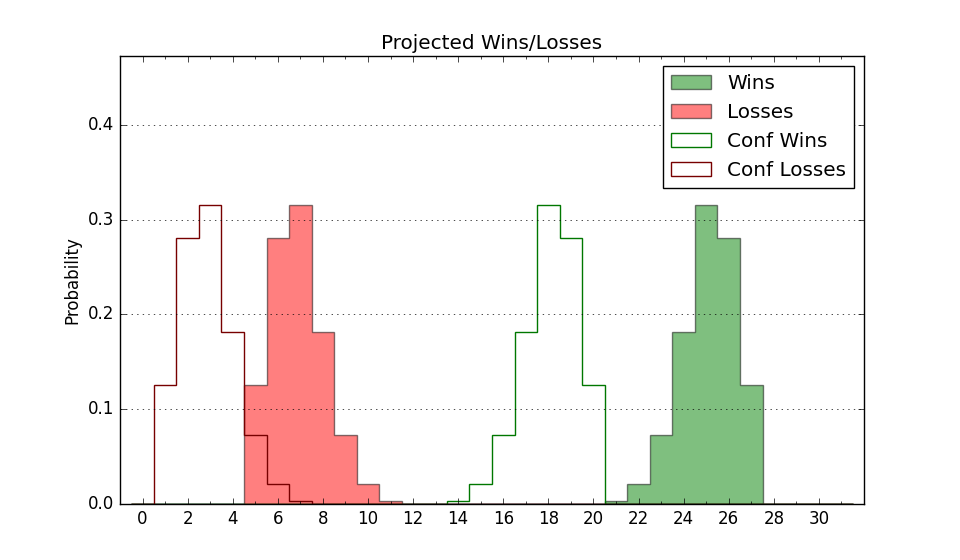 Projected Wins/Losses
Wins
Losses
Conf Wins
Conf Losses
Probability
0.4
0.3
0.2
0.1
0.0
0 2 4 6 8 10 12 14 16 18 20 22 24 26 28 30